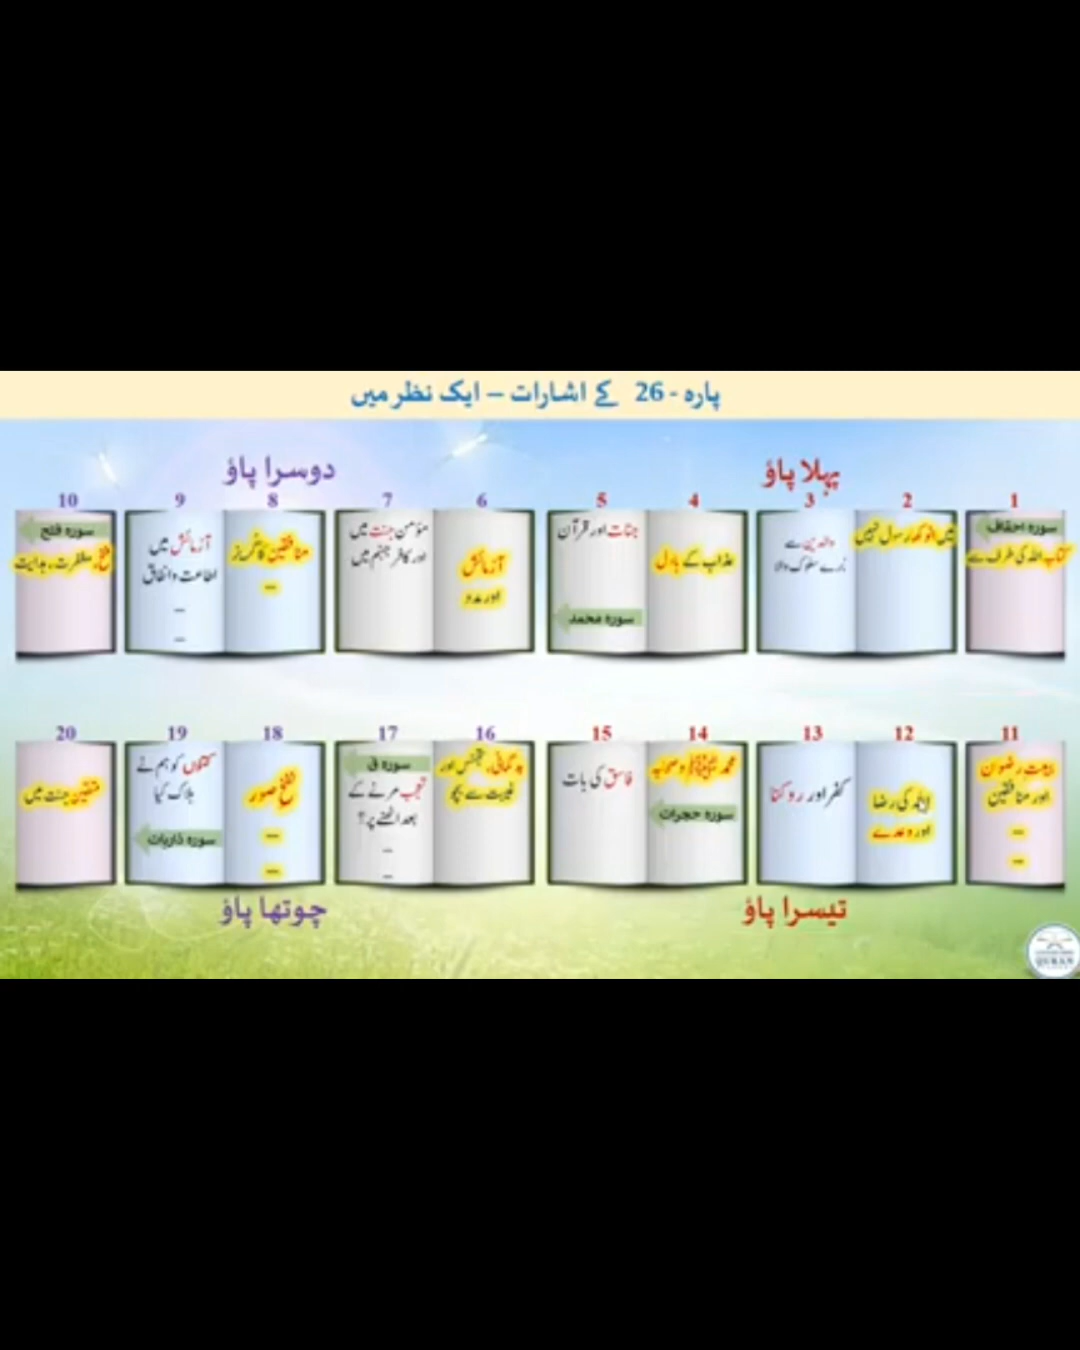 پارہ - 26 کے اشارات – ایک نظر میں
پہلا پاؤ
دوسرا پاؤ
1
سورہ احقاف
کتاب اللہ کی طرف سے
2
میں انوکھا رسول نہیں
3
والدین سے
بُرے سلوک والا
4
عذاب کے بادل
5
جنات اور قرآن
سورہ محمد
6
آزمائش
اور مدد
7
مؤمن جنت میں
اور کافر جہنم میں
8
منافقین کا گریز
–
9
آزمائش میں
اطاعت و انفاق
–
–
10
سورہ فتح
فتح، مغفرت، ہدایت
11
بیعت رضوان
اور منافقین
–
–
12
اللہ کی رضا
اور وعدے
13
کفر اور روکنا
14
محمد ﷺ و صحابہ
سورہ حجرات
15
فاسق کی بات
16
بدگمانی، تجسس اور
غیبت سے بچو
17
سورہ ق
تعجب مرنے کے
بعد اٹھنے پر؟
–
–
18
نفخ صور
–
–
19
کتنوں کو ہم نے
ہلاک کیا
سورہ ذاریات
20
متقین جنت میں
تیسرا پاؤ
چوتھا پاؤ
QURAN